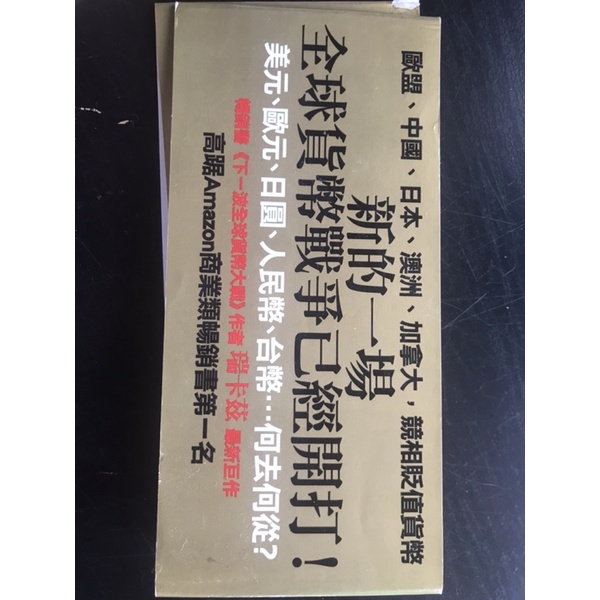 歐盟、中國、日本、澳洲、加拿大，競相貶值貨幣
新的一場
全球貨幣戰爭已經開打！
美元、歐元、日圓、人民幣、台幣…何去何從？
暢銷書《下一波全球貨幣大戰》作者 瑞卡茲 最新巨作
高踞Amazon商業類暢銷書第一名